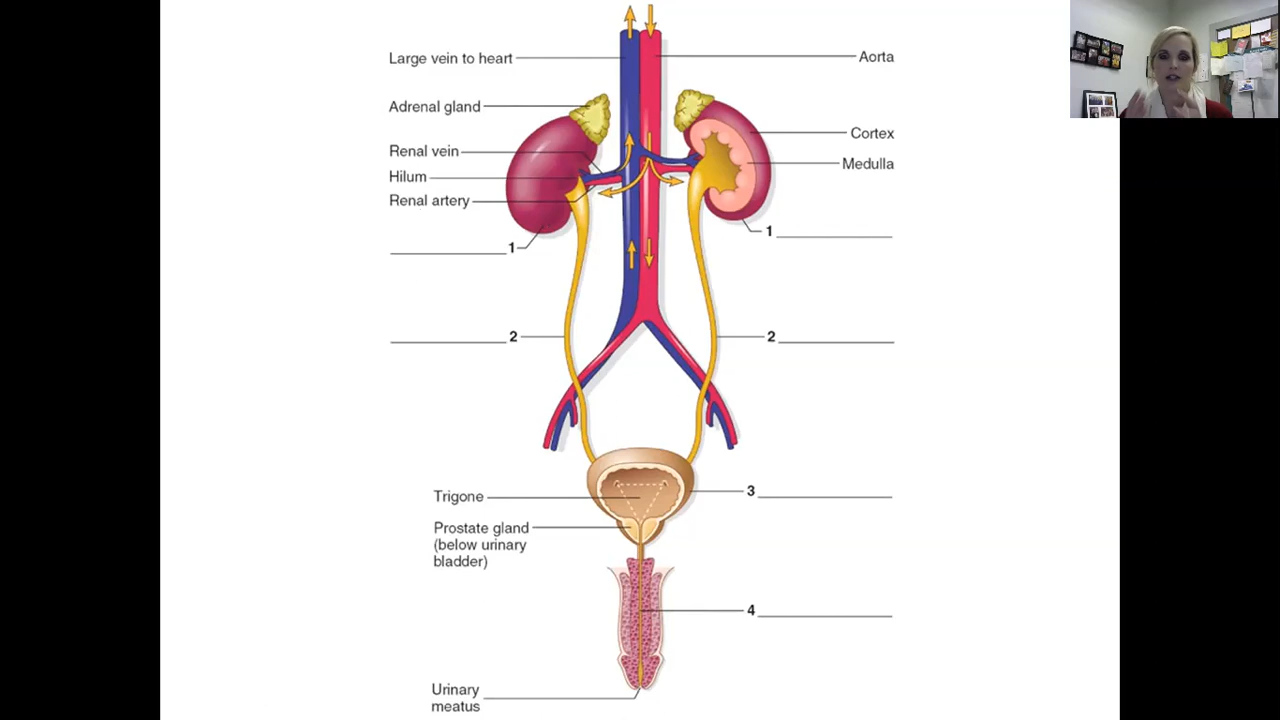 Large vein to heart
Aorta
Adrenal gland
Cortex
Renal vein
Medulla
Hilum
Renal artery
1
1
2
2
Trigone
3
Prostate gland
(below urinary
bladder)
4
Urinary
meatus